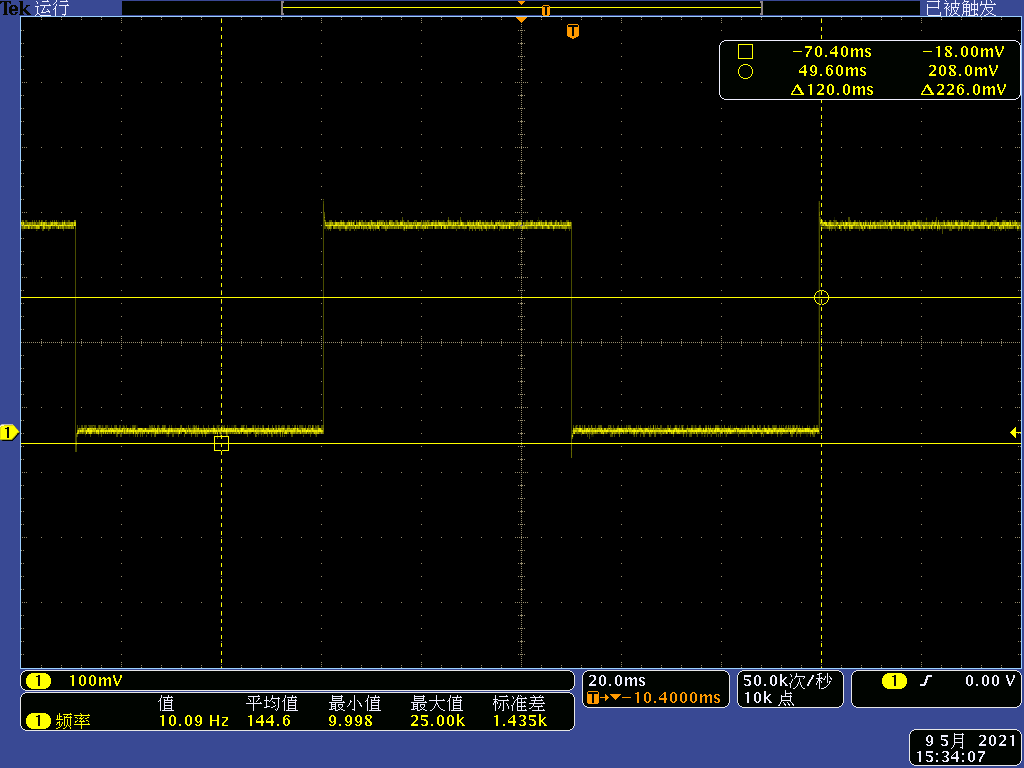 Tek 运行 已被触发
T
T
−70.40ms −18.00mV
49.60ms 208.0mV
Δ120.0ms Δ226.0mV
1
1 100mV
20.0ms
T→▼−10.4000ms
50.0k次/秒
10k 点
1 0.00 V
值 平均值 最小值 最大值 标准差
1 频率 10.09 Hz 144.6 9.998 25.00k 1.435k
9 5月 2021
15:34:07